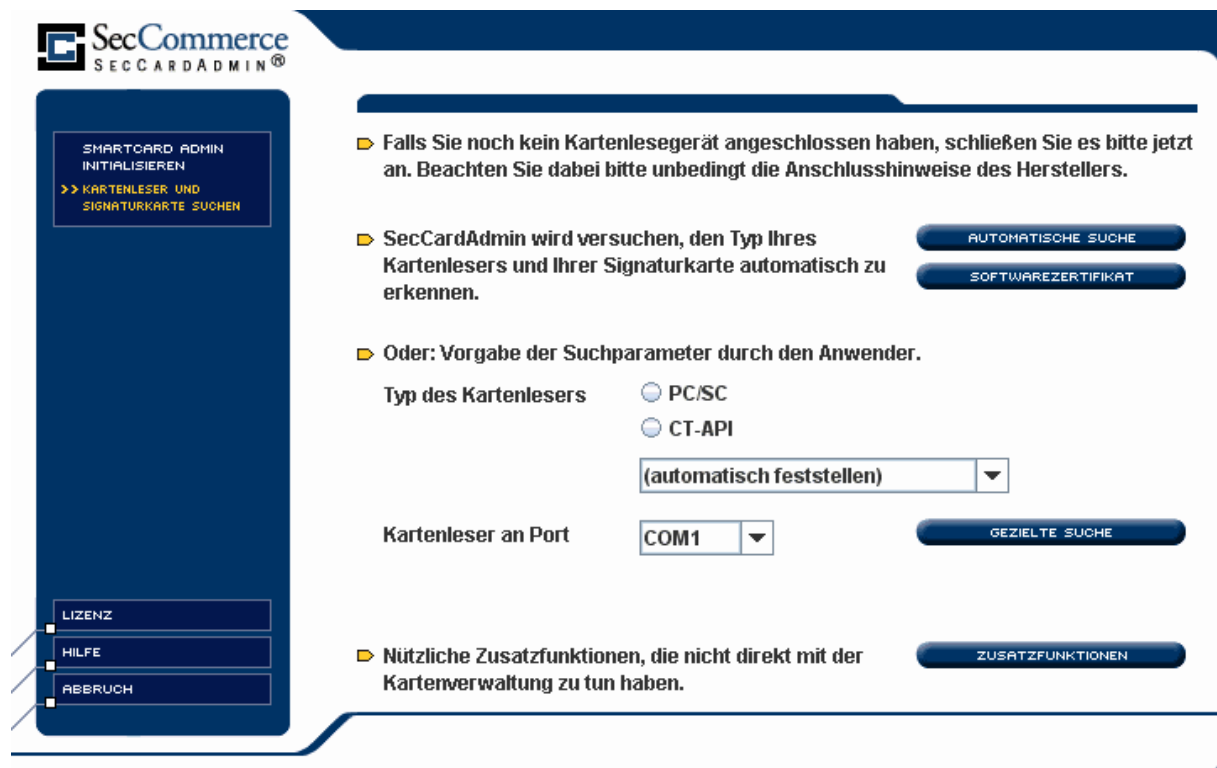 SecCommerce
SECCARDADMIN®
SMARTCARD ADMIN
INITIALISIEREN
>> KARTENLESER UND
SIGNATURKARTE SUCHEN
Falls Sie noch kein Kartenlesegerät angeschlossen haben, schließen Sie es bitte jetzt
an. Beachten Sie dabei bitte unbedingt die Anschlusshinweise des Herstellers.
SecCardAdmin wird versuchen, den Typ Ihres
Kartenlesers und Ihrer Signaturkarte automatisch zu
erkennen.
AUTOMATISCHE SUCHE
SOFTWAREZERTIFIKAT
Oder: Vorgabe der Suchparameter durch den Anwender.
Typ des Kartenlesers
PC/SC
CT-API
(automatisch feststellen)
Kartenleser an Port
COM1
GEZIELTE SUCHE
Nützliche Zusatzfunktionen, die nicht direkt mit der
Kartenverwaltung zu tun haben.
ZUSATZFUNKTIONEN
LIZENZ
HILFE
ABBRUCH